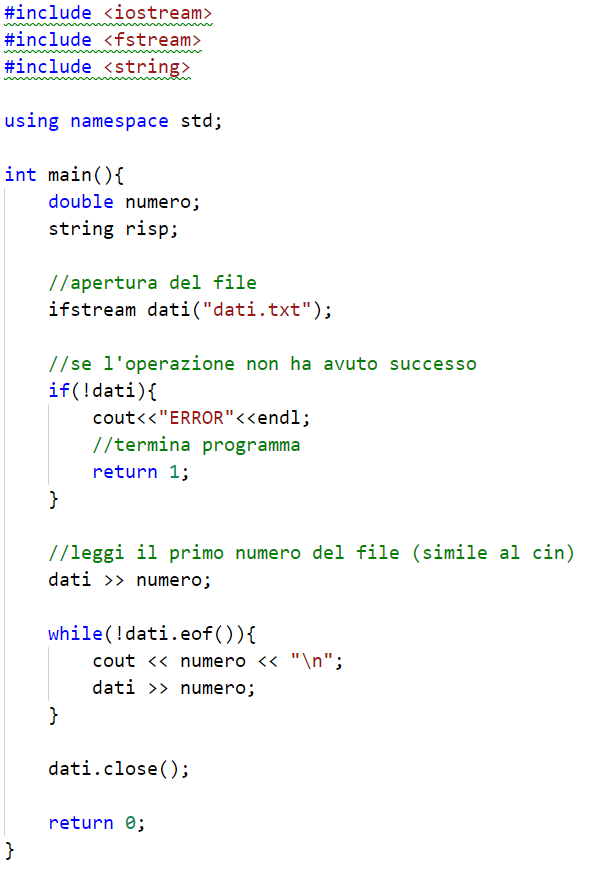 #include <iostream>
#include <fstream>
#include <string>
using namespace std;
int main(){
double numero;
string risp;
//apertura del file
ifstream dati("dati.txt");
//se l'operazione non ha avuto successo
if(!dati){
cout<<"ERROR"<<endl;
//termina programma
return 1;
}
//leggi il primo numero del file (simile al cin)
dati >> numero;
while(!dati.eof()){
cout << numero << "\n";
dati >> numero;
}
dati.close();
return 0;
}